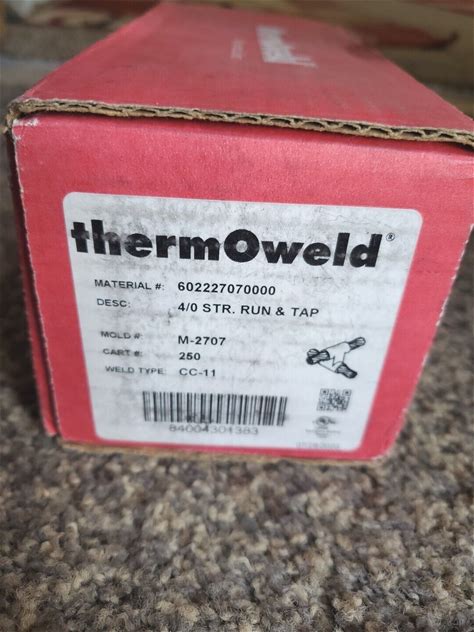 thermOweld®
MATERIAL #: 602227070000
DESC: 4/0 STR. RUN & TAP
MOLD #: M-2707
CART #: 250
WELD TYPE: CC-11
84004301383